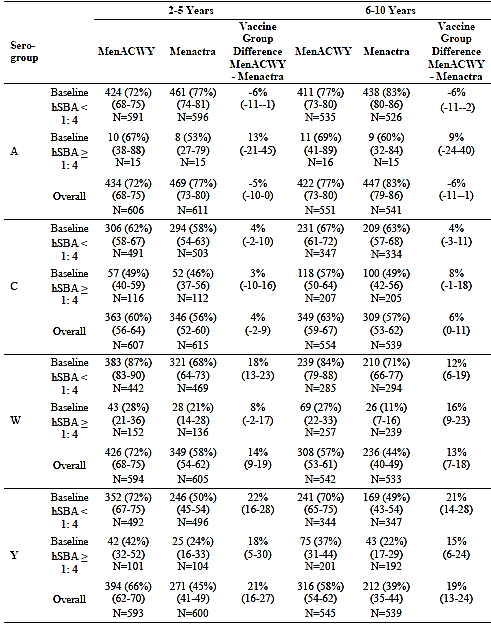 2-5 Years 6-10 Years
Sero-group MenACWY Menactra Vaccine Group Difference MenACWY - Menactra MenACWY Menactra Vaccine Group Difference MenACWY - Menactra
A
Baseline 424 (72%) 461 (77%) -6% 411 (77%) 438 (83%) -6%
hSBA < (68-75) (74-81) (-11--1) (73-80) (80-86) (-11--2)
1: 4 N=591 N=596 N=535 N=526
Baseline 10 (67%) 8 (53%) 13% 11 (69%) 9 (60%) 9%
hSBA ≥ (38-88) (27-79) (-21-45) (41-89) (32-84) (-24-40)
1: 4 N=15 N=15 N=16 N=15
434 (72%) 469 (77%) -5% 422 (77%) 447 (83%) -6%
Overall (68-75) (73-80) (-10-0) (73-80) (79-86) (-11--1)
N=606 N=611 N=551 N=541
C
Baseline 306 (62%) 294 (58%) 4% 231 (67%) 209 (63%) 4%
hSBA < (58-67) (54-63) (-2-10) (61-72) (57-68) (-3-11)
1: 4 N=491 N=503 N=347 N=334
Baseline 57 (49%) 52 (46%) 3% 118 (57%) 100 (49%) 8%
hSBA ≥ (40-59) (37-56) (-10-16) (50-64) (42-56) (-1-18)
1: 4 N=116 N=112 N=207 N=205
363 (60%) 346 (56%) 4% 349 (63%) 309 (57%) 6%
Overall (56-64) (52-60) (-2-9) (59-67) (53-62) (0-11)
N=607 N=615 N=554 N=539
W
Baseline 383 (87%) 321 (68%) 18% 239 (84%) 210 (71%) 12%
hSBA < (83-90) (64-73) (13-23) (79-88) (66-77) (6-19)
1: 4 N=442 N=469 N=285 N=294
Baseline 43 (28%) 28 (21%) 8% 69 (27%) 26 (11%) 16%
hSBA ≥ (21-36) (14-28) (-2-17) (22-33) (7-16) (9-23)
1: 4 N=152 N=136 N=257 N=239
426 (72%) 349 (58%) 14% 308 (57%) 236 (44%) 13%
Overall (68-75) (54-62) (9-19) (53-61) (40-49) (7-18)
N=594 N=605 N=542 N=533
Y
Baseline 352 (72%) 246 (50%) 22% 241 (70%) 169 (49%) 21%
hSBA < (67-75) (45-54) (16-28) (65-75) (43-54) (14-28)
1: 4 N=492 N=496 N=344 N=347
Baseline 42 (42%) 25 (24%) 18% 75 (37%) 43 (22%) 15%
hSBA ≥ (32-52) (16-33) (5-30) (31-44) (17-29) (6-24)
1: 4 N=101 N=104 N=201 N=192
394 (66%) 271 (45%) 21% 316 (58%) 212 (39%) 19%
Overall (62-70) (41-49) (16-27) (54-62) (35-44) (13-24)
N=593 N=600 N=545 N=539